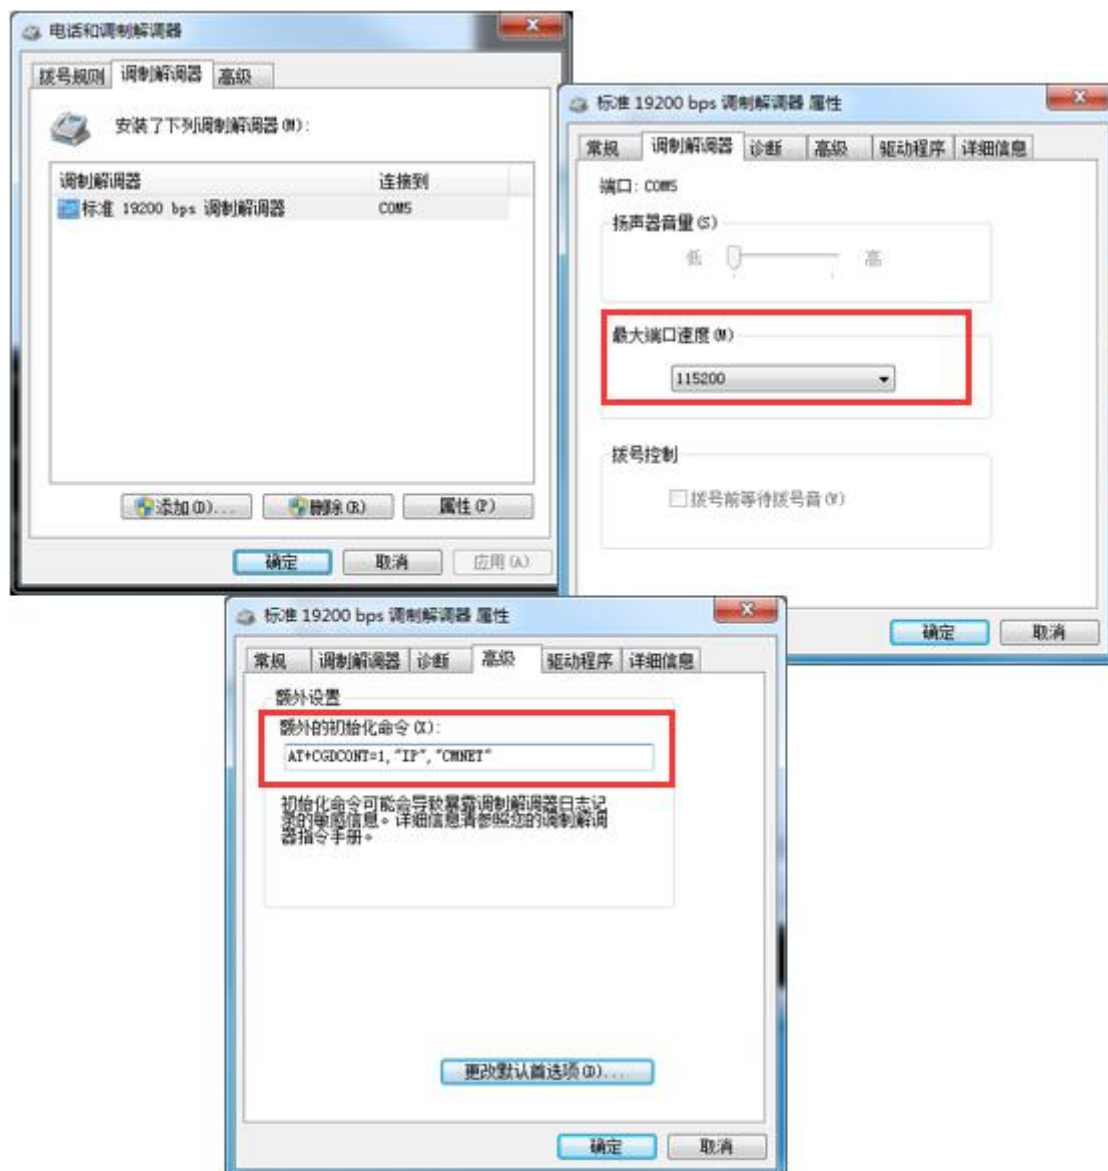 电话和调制解调器
拨号规则 调制解调器 高级
安装了下列调制解调器(M):
调制解调器 连接到
标准 19200 bps 调制解调器 COM5
添加(D)... 删除(R) 属性(P)
确定 取消 应用(A)
标准 19200 bps 调制解调器 属性
常规 调制解调器 诊断 高级 驱动程序 详细信息
端口: COM5
扬声器音量(S)
低 高
最大端口速度(M)
115200
拨号控制
拨号前等待拨号音(W)
确定 取消
标准 19200 bps 调制解调器 属性
常规 调制解调器 诊断 高级 驱动程序 详细信息
额外设置
额外的初始化命令(X):
AT+CGDCONT=1,"IP","CMNET"
初始化命令可能会导致暴露调制解调器日志记
录的敏感信息。详细信息请参照您的调制解调
器指令手册。
更改默认首选项(D)...
确定 取消